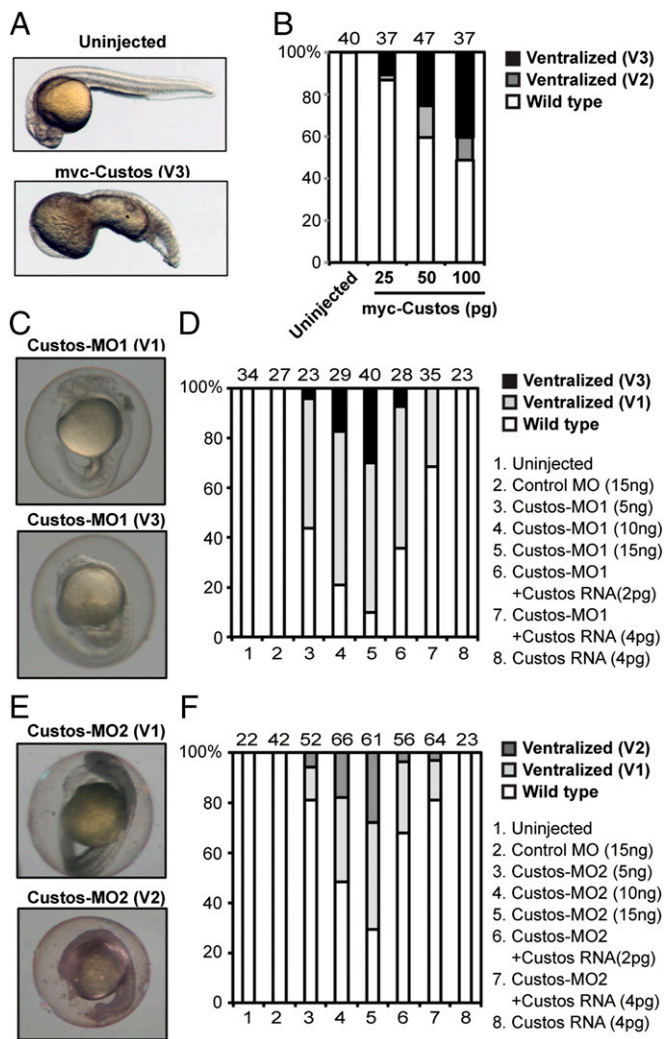 A
Uninjected
mvc-Custos (V3)
B
37 47 37
100%
40
80
60
40
20
0
Uninjected
25 50 100
myc-Custos (pg)
Ventralized (V3)
Ventralized (V2)
Wild type
C
Custos-MO1 (V1)
Custos-MO1 (V3)
D
34 27 23 29 40 28 35 23
100%
80
60
40
20
0
1 2 3 4 5 6 7 8
Ventralized (V3)
Ventralized (V1)
Wild type
1. Uninjected
2. Control MO (15ng)
3. Custos-MO1 (5ng)
4. Custos-MO1 (10ng)
5. Custos-MO1 (15ng)
6. Custos-MO1
+Custos RNA(2pg)
7. Custos-MO1
+Custos RNA (4pg)
8. Custos RNA (4pg)
E
Custos-MO2 (V1)
Custos-MO2 (V2)
F
22 42 52 66 61 56 64 23
100%
80
60
40
20
0
1 2 3 4 5 6 7 8
Ventralized (V2)
Ventralized (V1)
Wild type
1. Uninjected
2. Control MO (15ng)
3. Custos-MO2 (5ng)
4. Custos-MO2 (10ng)
5. Custos-MO2 (15ng)
6. Custos-MO2
+Custos RNA(2pg)
7. Custos-MO2
+Custos RNA (4pg)
8. Custos RNA (4pg)